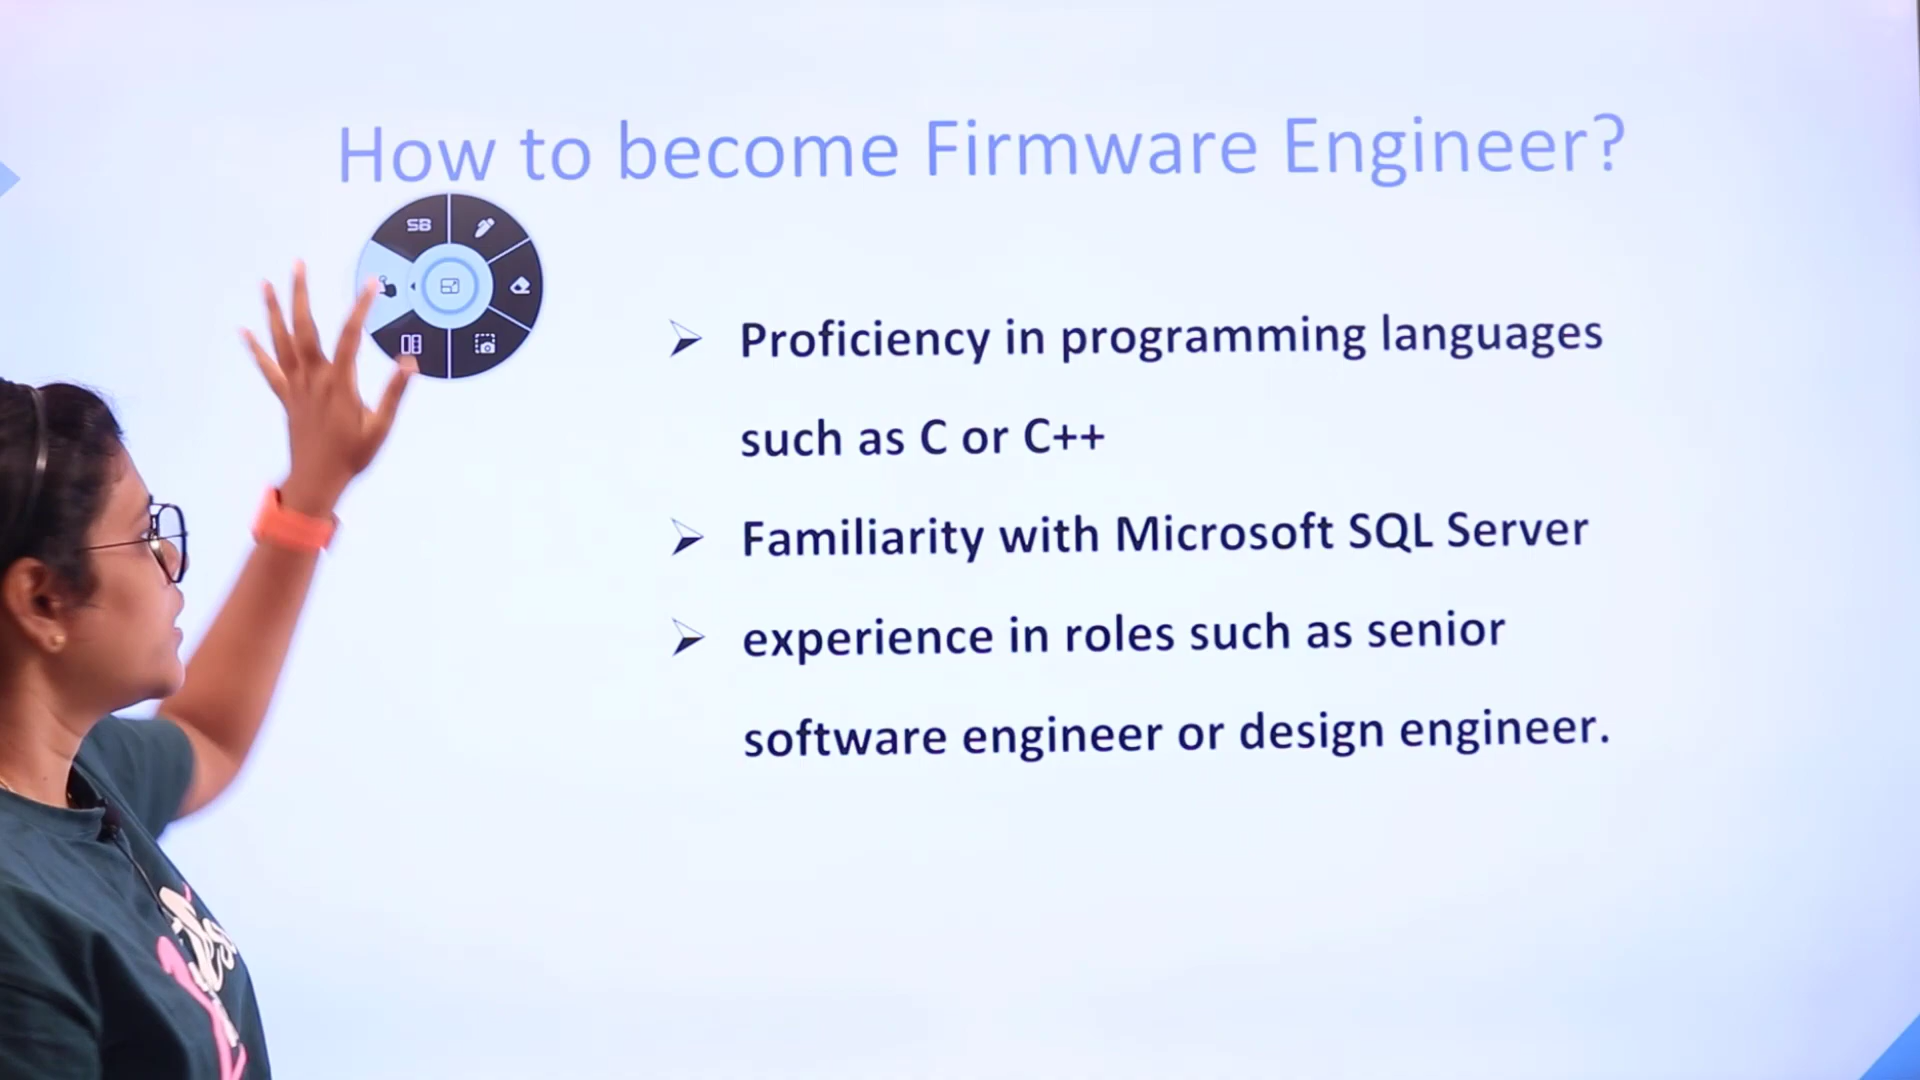 How to become Firmware Engineer?
SB
Proficiency in programming languages
such as C or C++
Familiarity with Microsoft SQL Server
experience in roles such as senior
software engineer or design engineer.